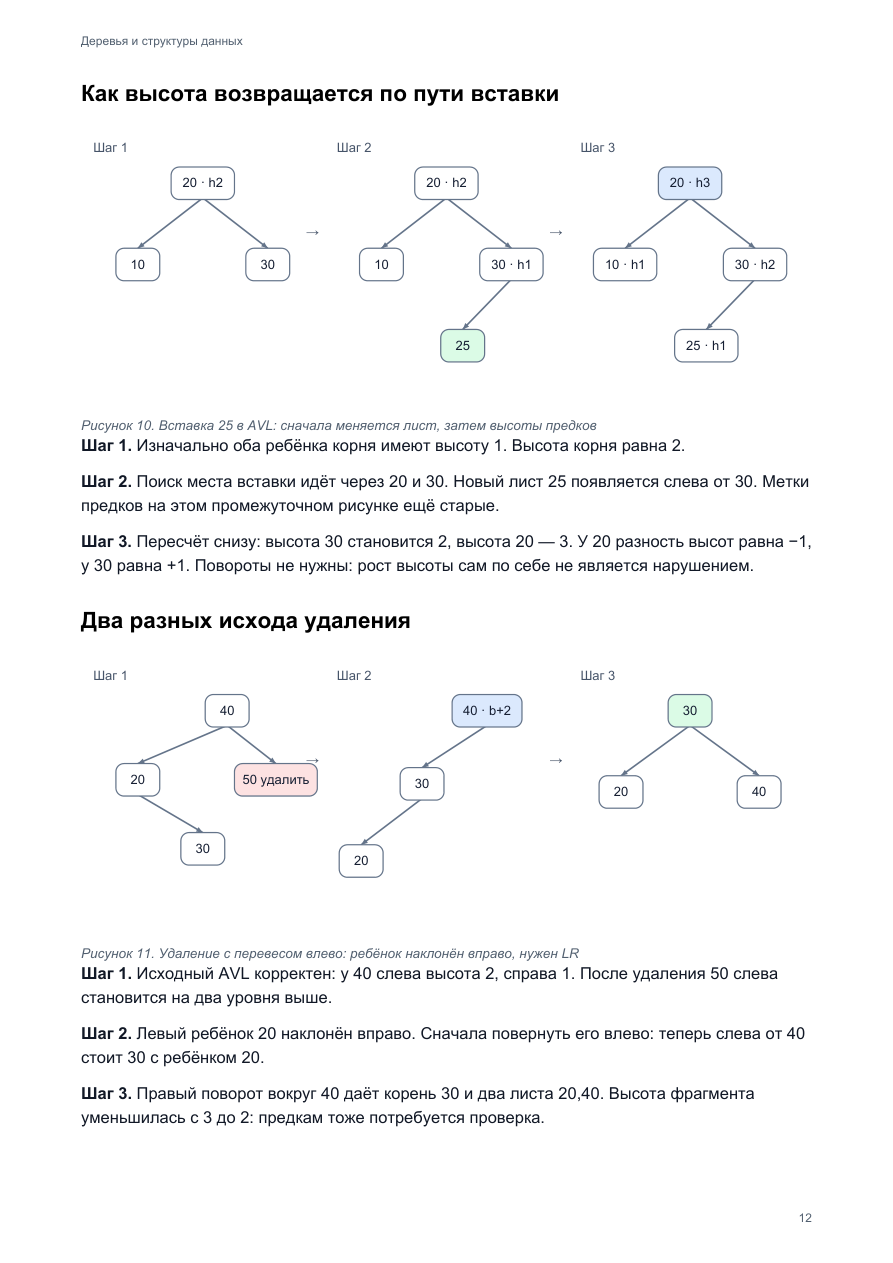 Деревья и структуры данных
Как высота возвращается по пути вставки
Шаг 1
Шаг 2
Шаг 3
20 · h2
20 · h2
20 · h3
→
→
10
30
10
30 · h1
10 · h1
30 · h2
25
25 · h1
Рисунок 10. Вставка 25 в AVL: сначала меняется лист, затем высоты предков
Шаг 1. Изначально оба ребёнка корня имеют высоту 1. Высота корня равна 2.
Шаг 2. Поиск места вставки идёт через 20 и 30. Новый лист 25 появляется слева от 30. Метки
предков на этом промежуточном рисунке ещё старые.
Шаг 3. Пересчёт снизу: высота 30 становится 2, высота 20 — 3. У 20 разность высот равна −1,
у 30 равна +1. Повороты не нужны: рост высоты сам по себе не является нарушением.
Два разных исхода удаления
Шаг 1
Шаг 2
Шаг 3
40
40 · b+2
30
→
→
20
50 удалить
30
20
40
30
20
Рисунок 11. Удаление с перевесом влево: ребёнок наклонён вправо, нужен LR
Шаг 1. Исходный AVL корректен: у 40 слева высота 2, справа 1. После удаления 50 слева
становится на два уровня выше.
Шаг 2. Левый ребёнок 20 наклонён вправо. Сначала повернуть его влево: теперь слева от 40
стоит 30 с ребёнком 20.
Шаг 3. Правый поворот вокруг 40 даёт корень 30 и два листа 20,40. Высота фрагмента
уменьшилась с 3 до 2: предкам тоже потребуется проверка.
12